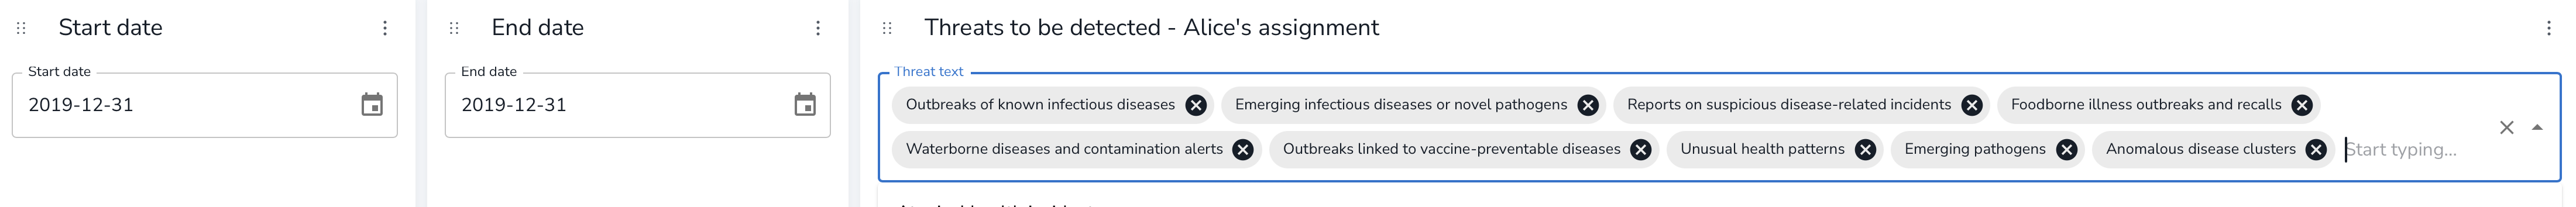 Start date
End date
Threats to be detected - Alice's assignment
Start date
End date
Threat text
2019-12-31
2019-12-31
Outbreaks of known infectious diseases
Emerging infectious diseases or novel pathogens
Reports on suspicious disease-related incidents
Foodborne illness outbreaks and recalls
Waterborne diseases and contamination alerts
Outbreaks linked to vaccine-preventable diseases
Unusual health patterns
Emerging pathogens
Anomalous disease clusters
Start typing...